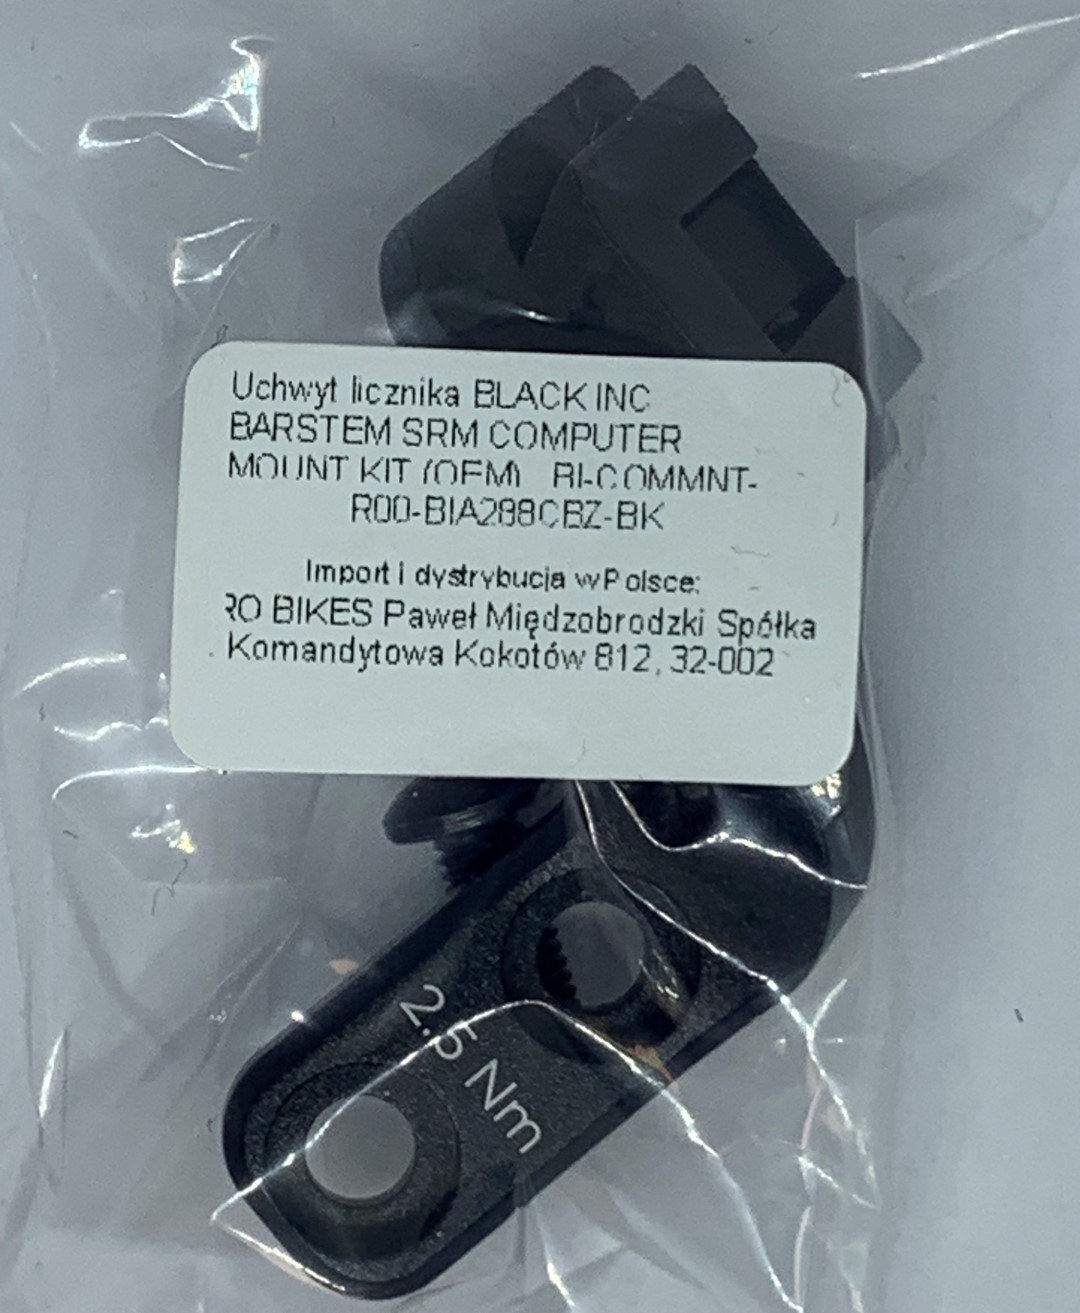 Uchwyt licznika BLACK INC
BARSTEM SRM COMPUTER
MOUNT KIT (OEM) BI-COMMNT-
R00-BIA288CBZ-BK
Import i dystrybucja w Polsce:
RO BIKES Paweł Międzobrodzki Spółka
Komandytowa Kokotów 812, 32-002
2.5 Nm